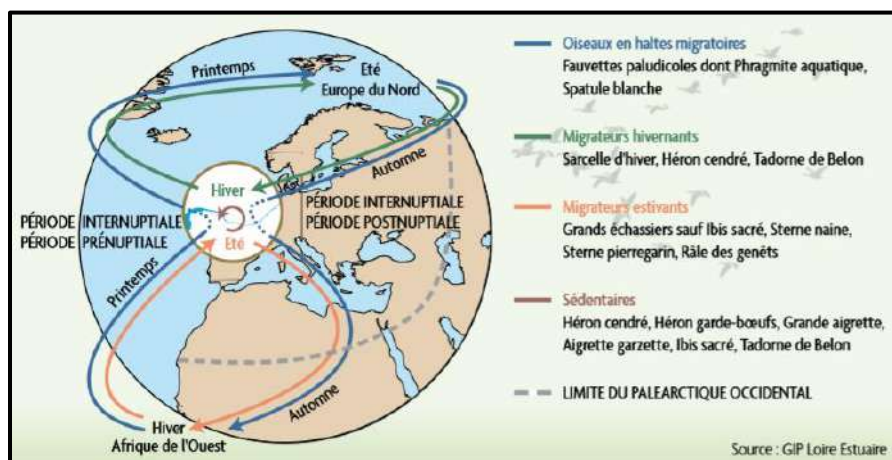 Printemps
Eté
Europe du Nord
Automne
Hiver
PÉRIODE INTERNUPTIALE
PÉRIODE PRÉNUPTIALE
PÉRIODE INTERNUPTIALE
PÉRIODE POSTNUPTIALE
Eté
Printemps
Automne
Hiver
Afrique de l'Ouest
Oiseaux en haltes migratoires
Fauvettes paludicoles dont Phragmite aquatique,
Spatule blanche
Migrateurs hivernants
Sarcelle d'hiver, Héron cendré, Tadorne de Belon
Migrateurs estivants
Grands échassiers sauf Ibis sacré, Sterne naine,
Sterne pierregarin, Râle des genêts
Sédentaires
Héron cendré, Héron garde-bœufs, Grande aigrette,
Aigrette garzette, Ibis sacré, Tadorne de Belon
LIMITE DU PALEARCTIQUE OCCIDENTAL
Source : GIP Loire Estuaire